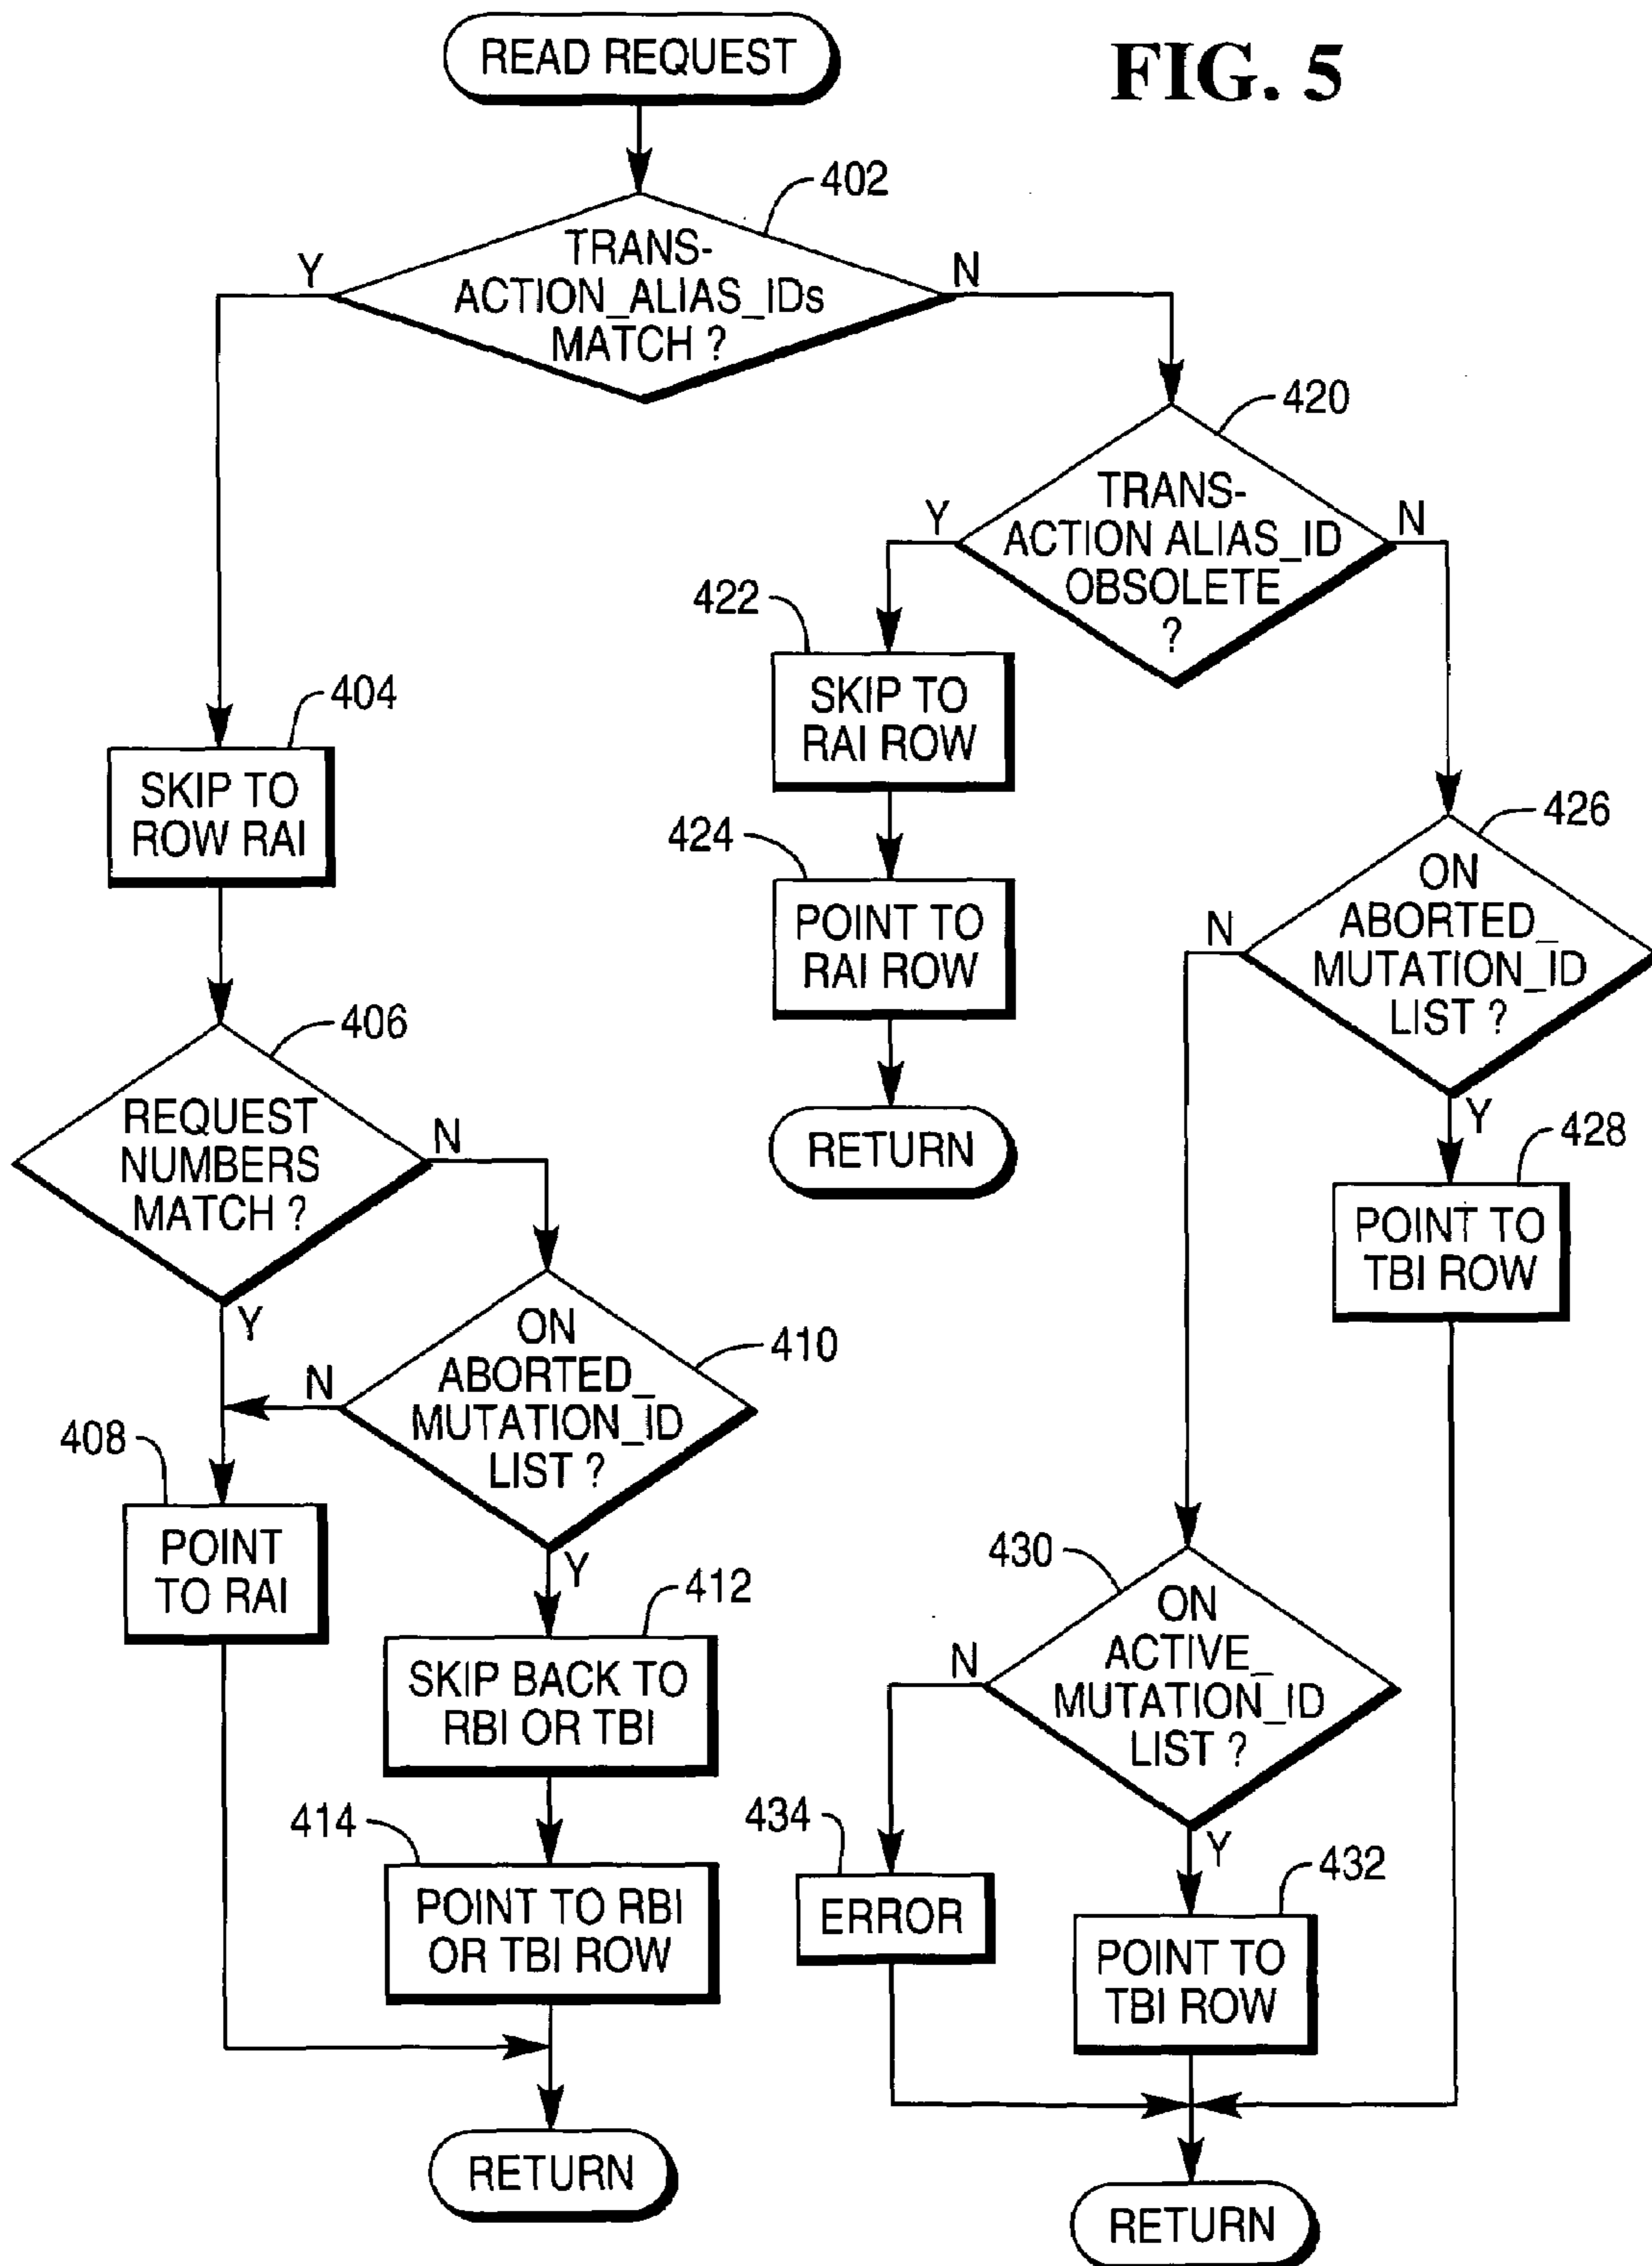 READ REQUEST
FIG. 5
402
TRANS-
ACTION_ALIAS_IDs
MATCH ?
Y
N
420
TRANS-
ACTION ALIAS_ID
OBSOLETE
?
Y
N
422
SKIP TO
RAI ROW
404
SKIP TO
ROW RAI
424
POINT TO
RAI ROW
426
ON
ABORTED_
MUTATION_ID
LIST ?
N
Y
406
REQUEST
NUMBERS
MATCH ?
N
Y
RETURN
428
POINT TO
TBI ROW
410
ON
ABORTED_
MUTATION_ID
LIST ?
N
Y
408
POINT
TO RAI
412
SKIP BACK TO
RBI OR TBI
430
ON
ACTIVE_
MUTATION_ID
LIST ?
N
Y
414
POINT TO RBI
OR TBI ROW
434
ERROR
432
POINT TO
TBI ROW
RETURN
RETURN